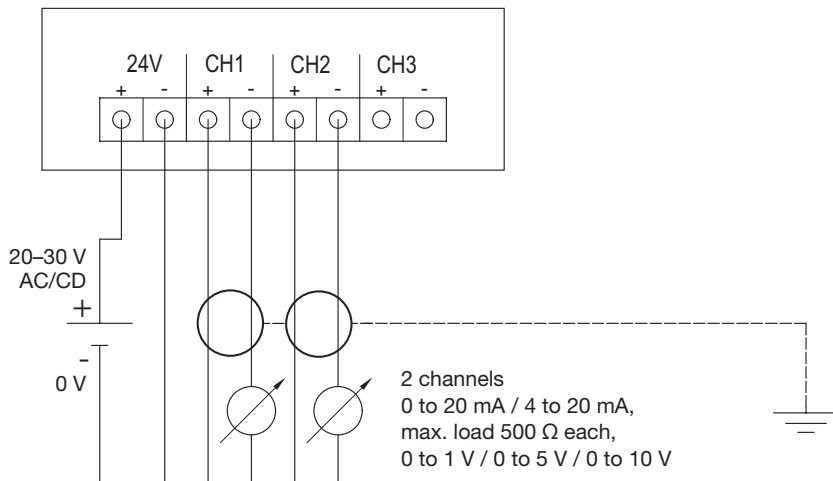 24V CH1 CH2 CH3
+ - + - + - + -
20–30 V
AC/CD
+
-
0 V
2 channels
0 to 20 mA / 4 to 20 mA,
max. load 500 Ω each,
0 to 1 V / 0 to 5 V / 0 to 10 V